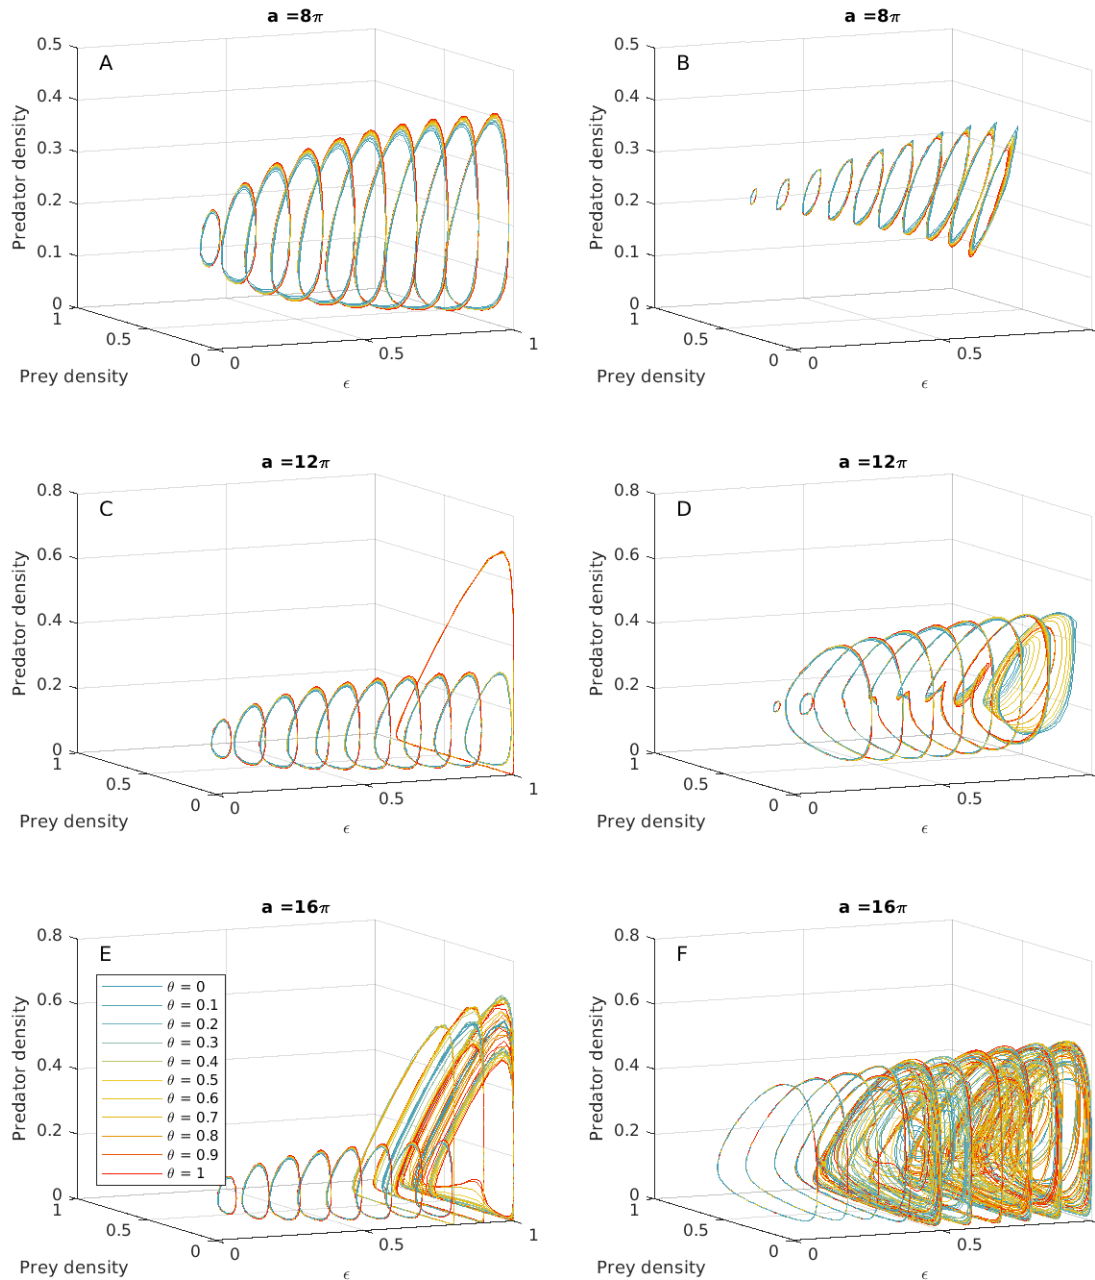 a =8π
A
Predator density
0.5
0.4
0.3
0.2
0.1
0
1
0.5
0
Prey density
0
0.5
1
ϵ
a =8π
B
Predator density
0.5
0.4
0.3
0.2
0.1
0
1
0.5
0
Prey density
0
0.5
ϵ
a =12π
C
Predator density
0.8
0.6
0.4
0.2
0
1
0.5
0
Prey density
0
0.5
1
ϵ
a =12π
D
Predator density
0.8
0.6
0.4
0.2
0
1
0.5
0
Prey density
0
0.5
ϵ
a =16π
E
Predator density
0.8
0.6
0.4
0.2
0
1
0.5
0
Prey density
0
0.5
1
ϵ
θ = 0
θ = 0.1
θ = 0.2
θ = 0.3
θ = 0.4
θ = 0.5
θ = 0.6
θ = 0.7
θ = 0.8
θ = 0.9
θ = 1
a =16π
F
Predator density
0.8
0.6
0.4
0.2
0
1
0.5
0
Prey density
0
0.5
ϵ